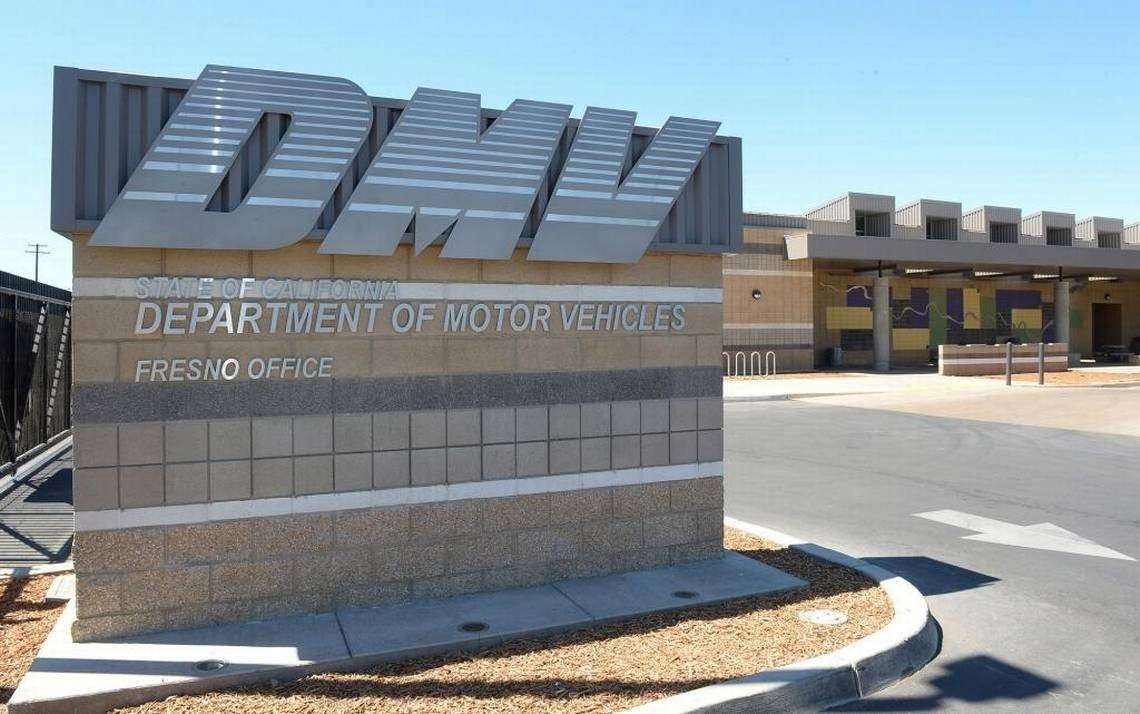 DMV
STATE OF CALIFORNIA
DEPARTMENT OF MOTOR VEHICLES
FRESNO OFFICE